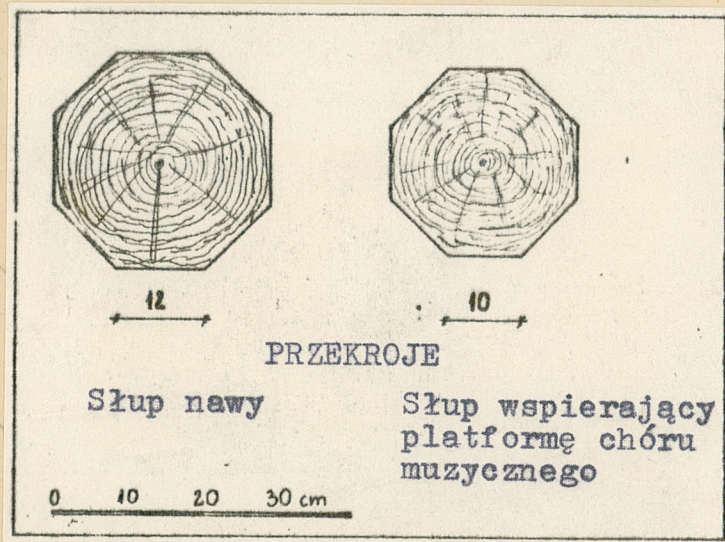 12
10
PRZEKROJE
Słup nawy
Słup wspierający
platformę chóru
muzycznego
0 10 20 30 cm